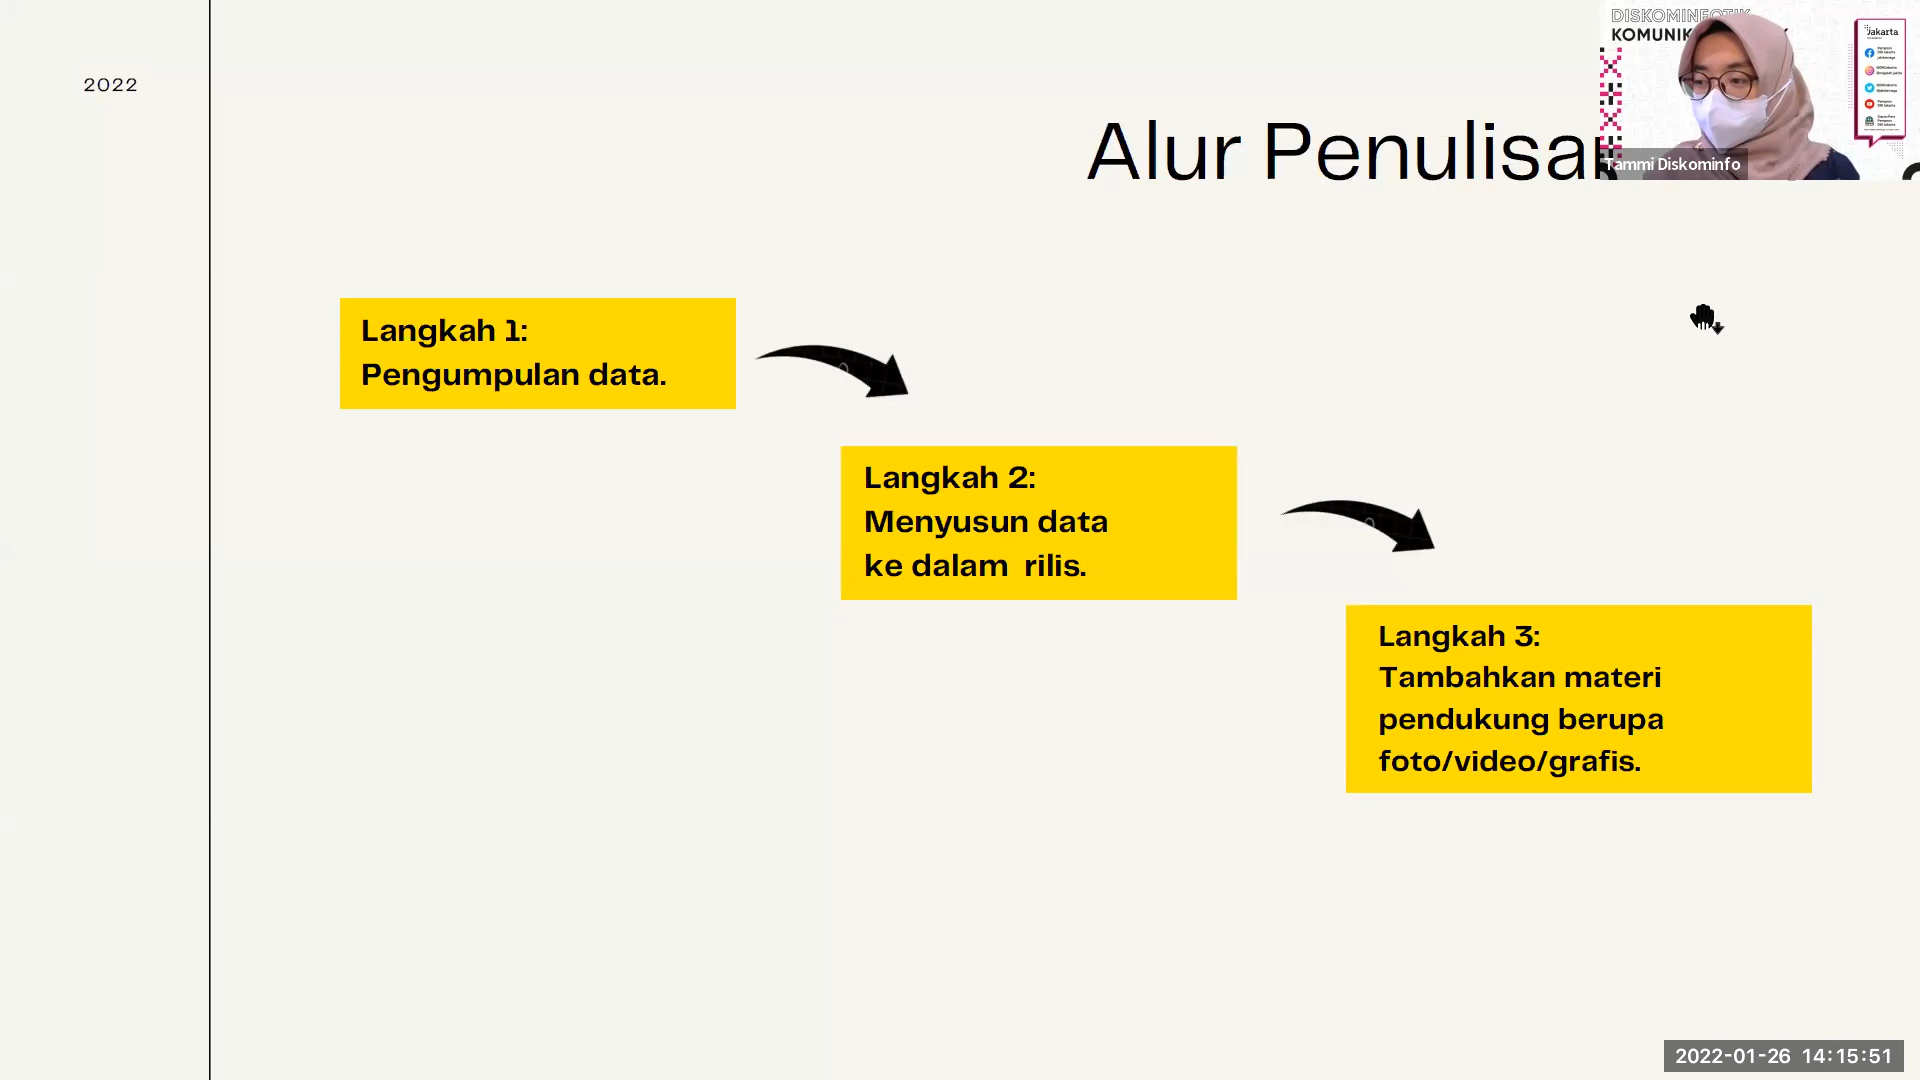 2022
Alur Penulisa
DISKOMINFOTIK
KOMUNIK
Jakarta
Tammi Diskominfo
Langkah 1:
Pengumpulan data.
Langkah 2:
Menyusun data
ke dalam rilis.
Langkah 3:
Tambahkan materi
pendukung berupa
foto/video/grafis.
2022-01-26 14:15:51